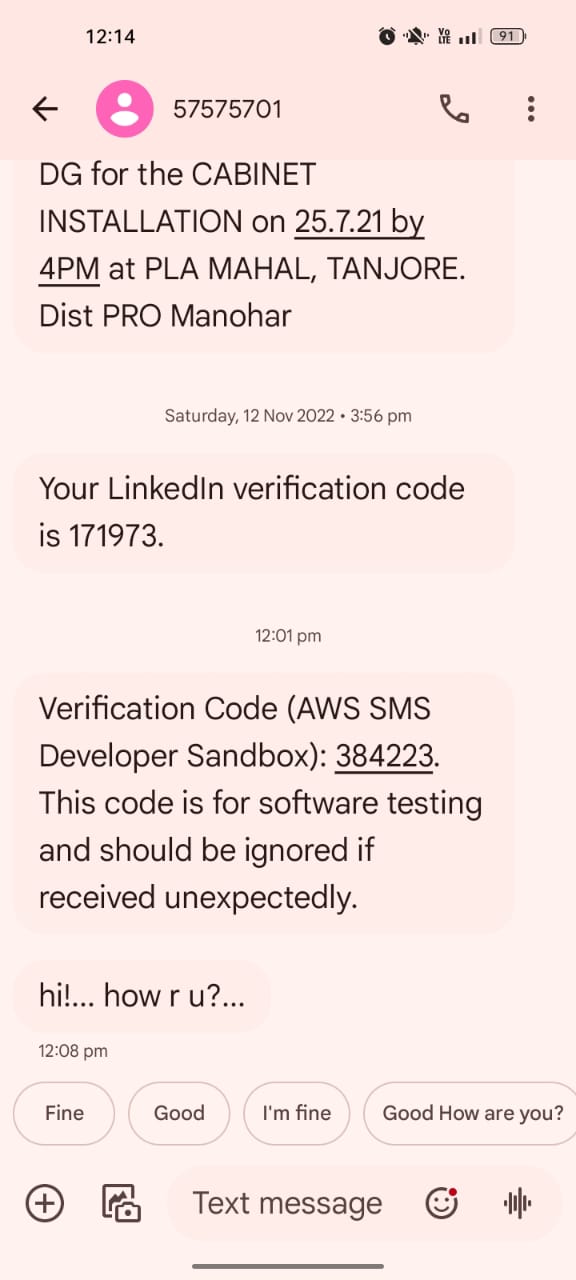 12:14
Vo
LTE
91
57575701
DG for the CABINET
INSTALLATION on 25.7.21 by
4PM at PLA MAHAL, TANJORE.
Dist PRO Manohar
Saturday, 12 Nov 2022 • 3:56 pm
Your LinkedIn verification code
is 171973.
12:01 pm
Verification Code (AWS SMS
Developer Sandbox): 384223.
This code is for software testing
and should be ignored if
received unexpectedly.
hi!... how r u?...
12:08 pm
Fine
Good
I'm fine
Good How are you?
Text message